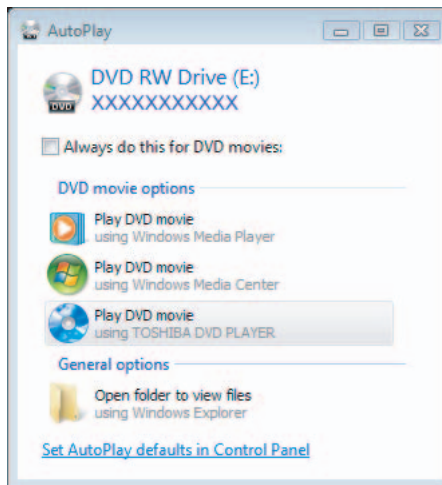 AutoPlay
DVD RW Drive (E:)
XXXXXXXXXXX
DVD
Always do this for DVD movies:
DVD movie options
Play DVD movie
using Windows Media Player
Play DVD movie
using Windows Media Center
Play DVD movie
using TOSHIBA DVD PLAYER
General options
Open folder to view files
using Windows Explorer
Set AutoPlay defaults in Control Panel